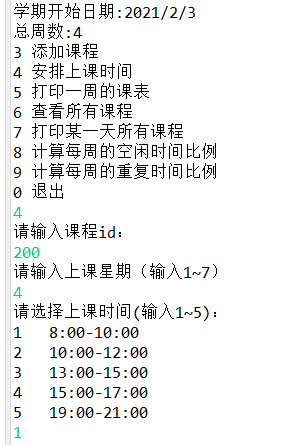 学期开始日期:2021/2/3
总周数:4
3 添加课程
4 安排上课时间
5 打印一周的课表
6 查看所有课程
7 打印某一天所有课程
8 计算每周的空闲时间比例
9 计算每周的重复时间比例
0 退出
4
请输入课程id：
200
请输入上课星期（输入1~7）
4
请选择上课时间(输入1~5)：
1   8:00-10:00
2   10:00-12:00
3   13:00-15:00
4   15:00-17:00
5   19:00-21:00
1